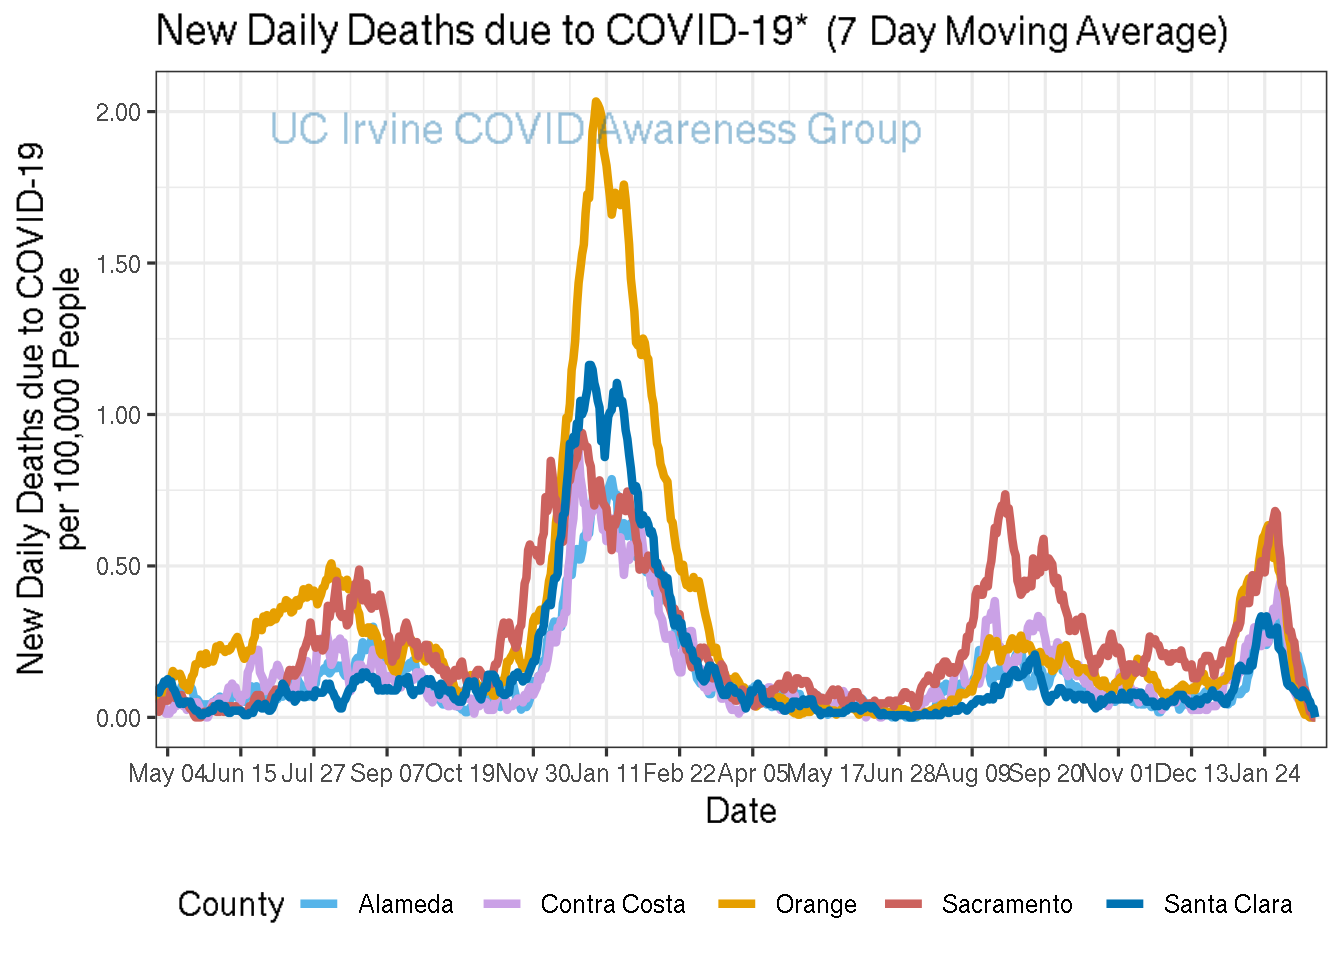 New Daily Deaths due to COVID-19* (7 Day Moving Average)
UC Irvine COVID Awareness Group
New Daily Deaths due to COVID-19
per 100,000 People
2.00
1.50
1.00
0.50
0.00
May 04 Jun 15 Jul 27 Sep 07 Oct 19 Nov 30 Jan 11 Feb 22 Apr 05 May 17 Jun 28 Aug 09 Sep 20 Nov 01 Dec 13 Jan 24
Date
County Alameda Contra Costa Orange Sacramento Santa Clara